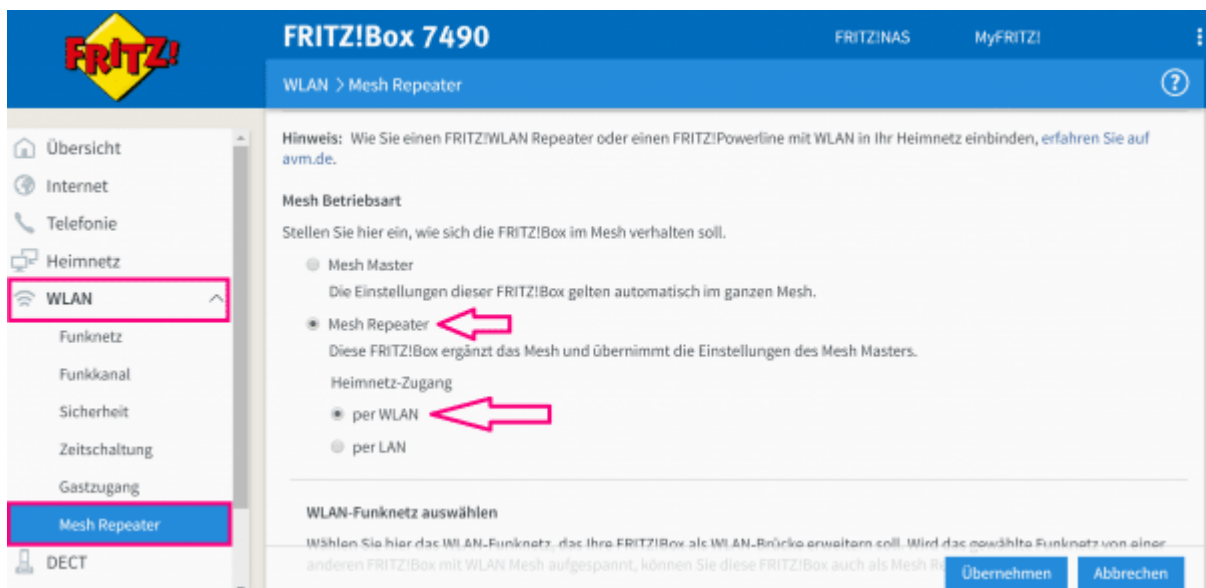 FRITZ!
FRITZ!Box 7490
FRITZ!NAS
MyFRITZ!
WLAN > Mesh Repeater
?
Übersicht
Internet
Telefonie
Heimnetz
WLAN
Funknetz
Funkkanal
Sicherheit
Zeitschaltung
Gastzugang
Mesh Repeater
DECT
Hinweis: Wie Sie einen FRITZ!WLAN Repeater oder einen FRITZ!Powerline mit WLAN in Ihr Heimnetz einbinden, erfahren Sie auf
avm.de.
Mesh Betriebsart
Stellen Sie hier ein, wie sich die FRITZ!Box im Mesh verhalten soll.
Mesh Master
Die Einstellungen dieser FRITZ!Box gelten automatisch im ganzen Mesh.
Mesh Repeater
Diese FRITZ!Box ergänzt das Mesh und übernimmt die Einstellungen des Mesh Masters.
Heimnetz-Zugang
per WLAN
per LAN
WLAN-Funknetz auswählen
Wählen Sie hier das WLAN-Funknetz, das Ihre FRITZ!Box als WLAN-Brücke erweitern soll. Wird das gewählte Funknetz von einer
anderen FRITZ!Box mit WLAN Mesh aufgespannt, können Sie diese FRITZ!Box auch als Mesh
Übernehmen
Abbrechen